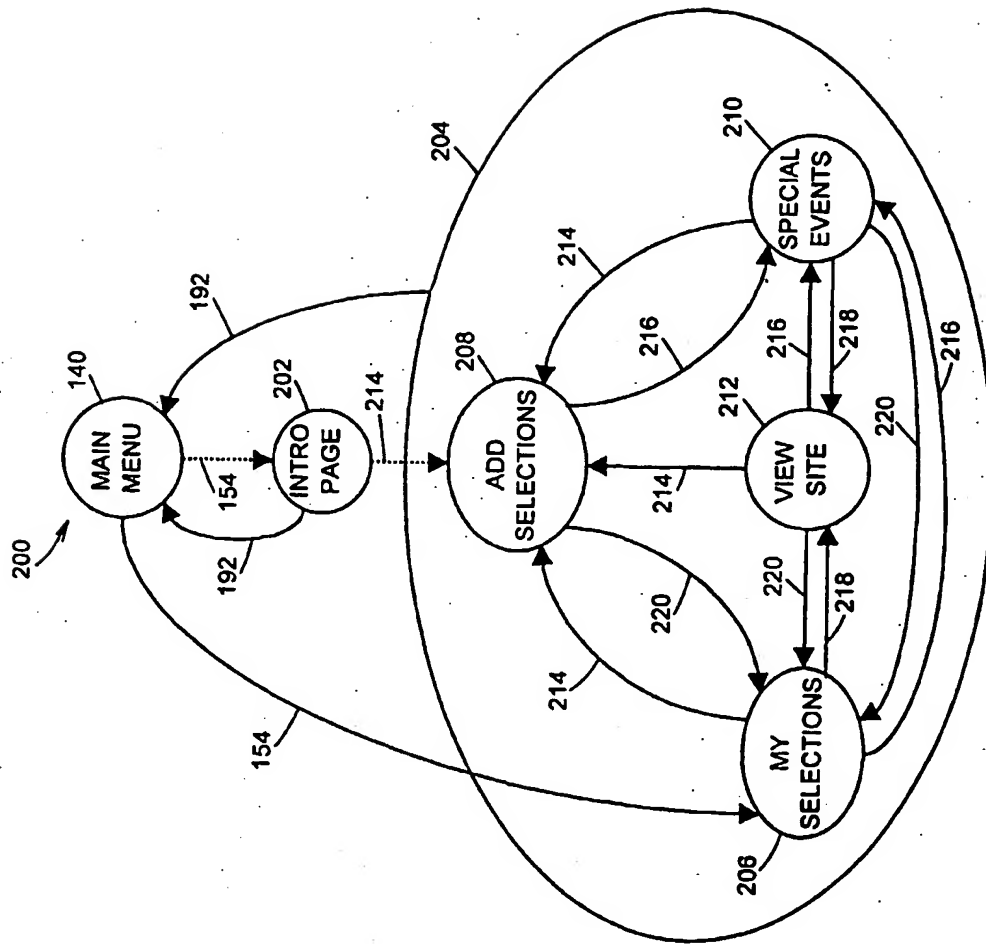 200
MAIN
MENU
140
192
154
192
INTRO
PAGE
202
214
154
204
ADD
SELECTIONS
208
214
216
214
220
214
SPECIAL
EVENTS
210
VIEW
SITE
212
216
218
220
218
MY
SELECTIONS
206
220
216